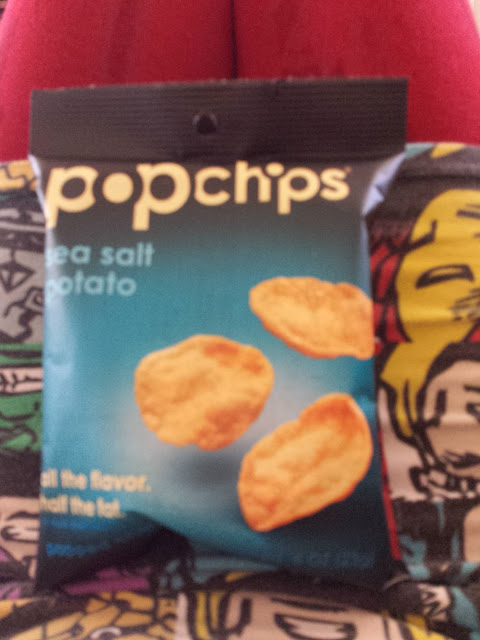 popchips
sea salt
potato
all the flavor.
half the fat.